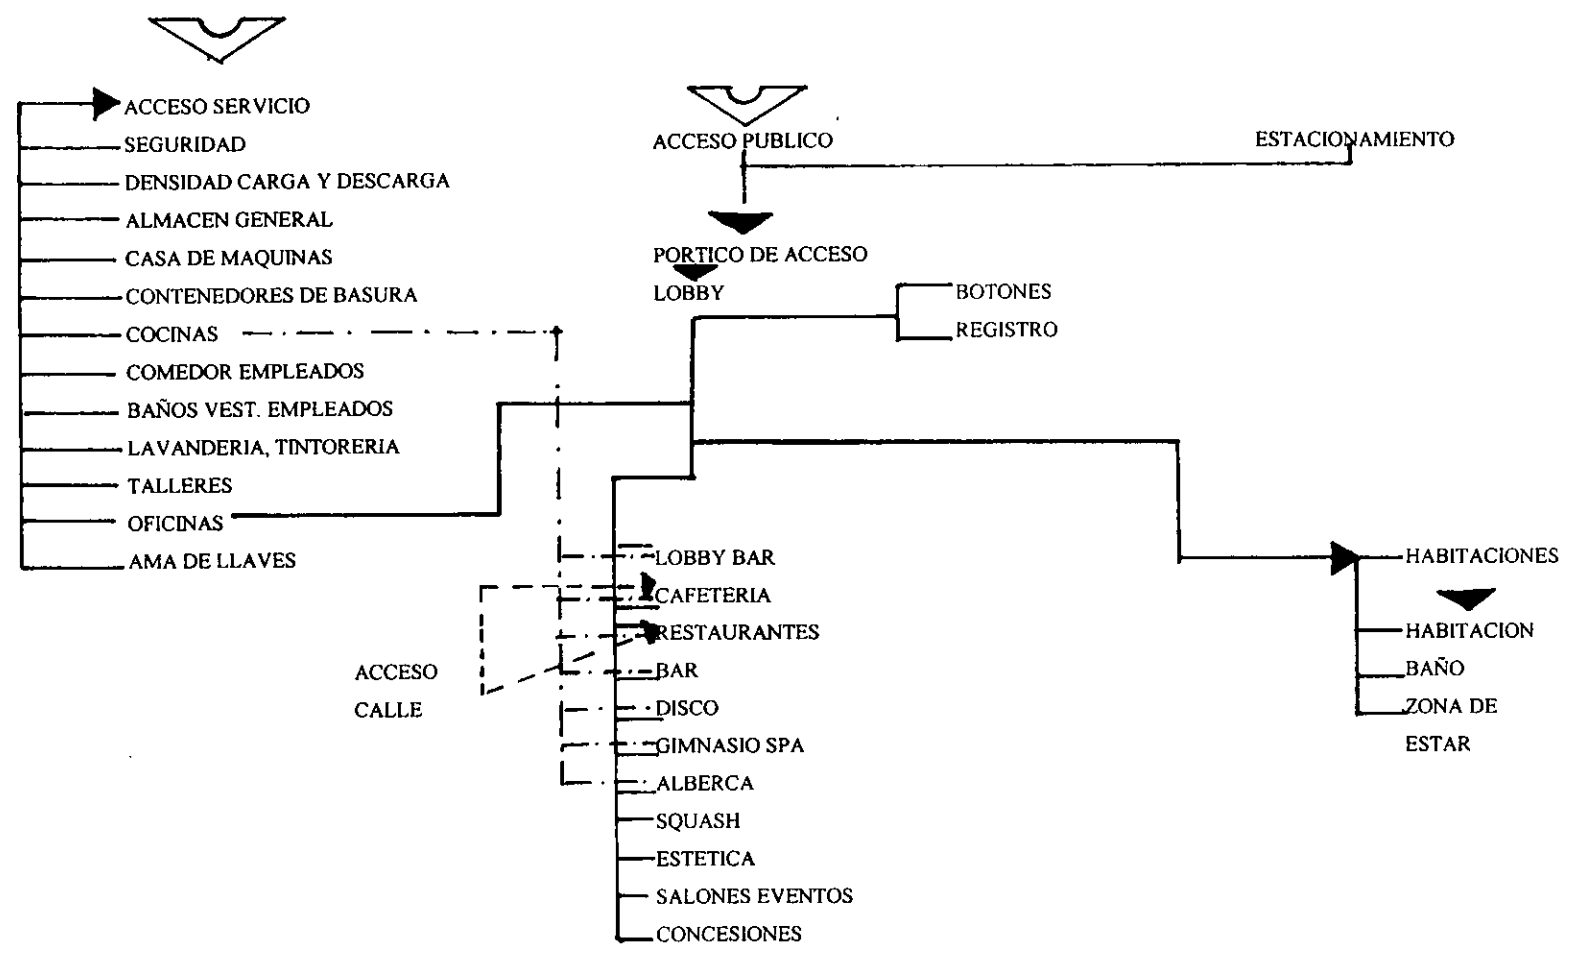 ACCESO SERVICIO
SEGURIDAD
DENSIDAD CARGA Y DESCARGA
ALMACEN GENERAL
CASA DE MAQUINAS
CONTENEDORES DE BASURA
COCINAS
COMEDOR EMPLEADOS
BAÑOS VEST. EMPLEADOS
LAVANDERIA, TINTORERIA
TALLERES
OFICINAS
AMA DE LLAVES
ACCESO PUBLICO
ESTACIONAMIENTO
PORTICO DE ACCESO
LOBBY
BOTONES
REGISTRO
ACCESO
CALLE
LOBBY BAR
CAFETERIA
RESTAURANTES
BAR
DISCO
GIMNASIO SPA
ALBERCA
SQUASH
ESTETICA
SALONES EVENTOS
CONCESIONES
HABITACIONES
HABITACION
BAÑO
ZONA DE
ESTAR